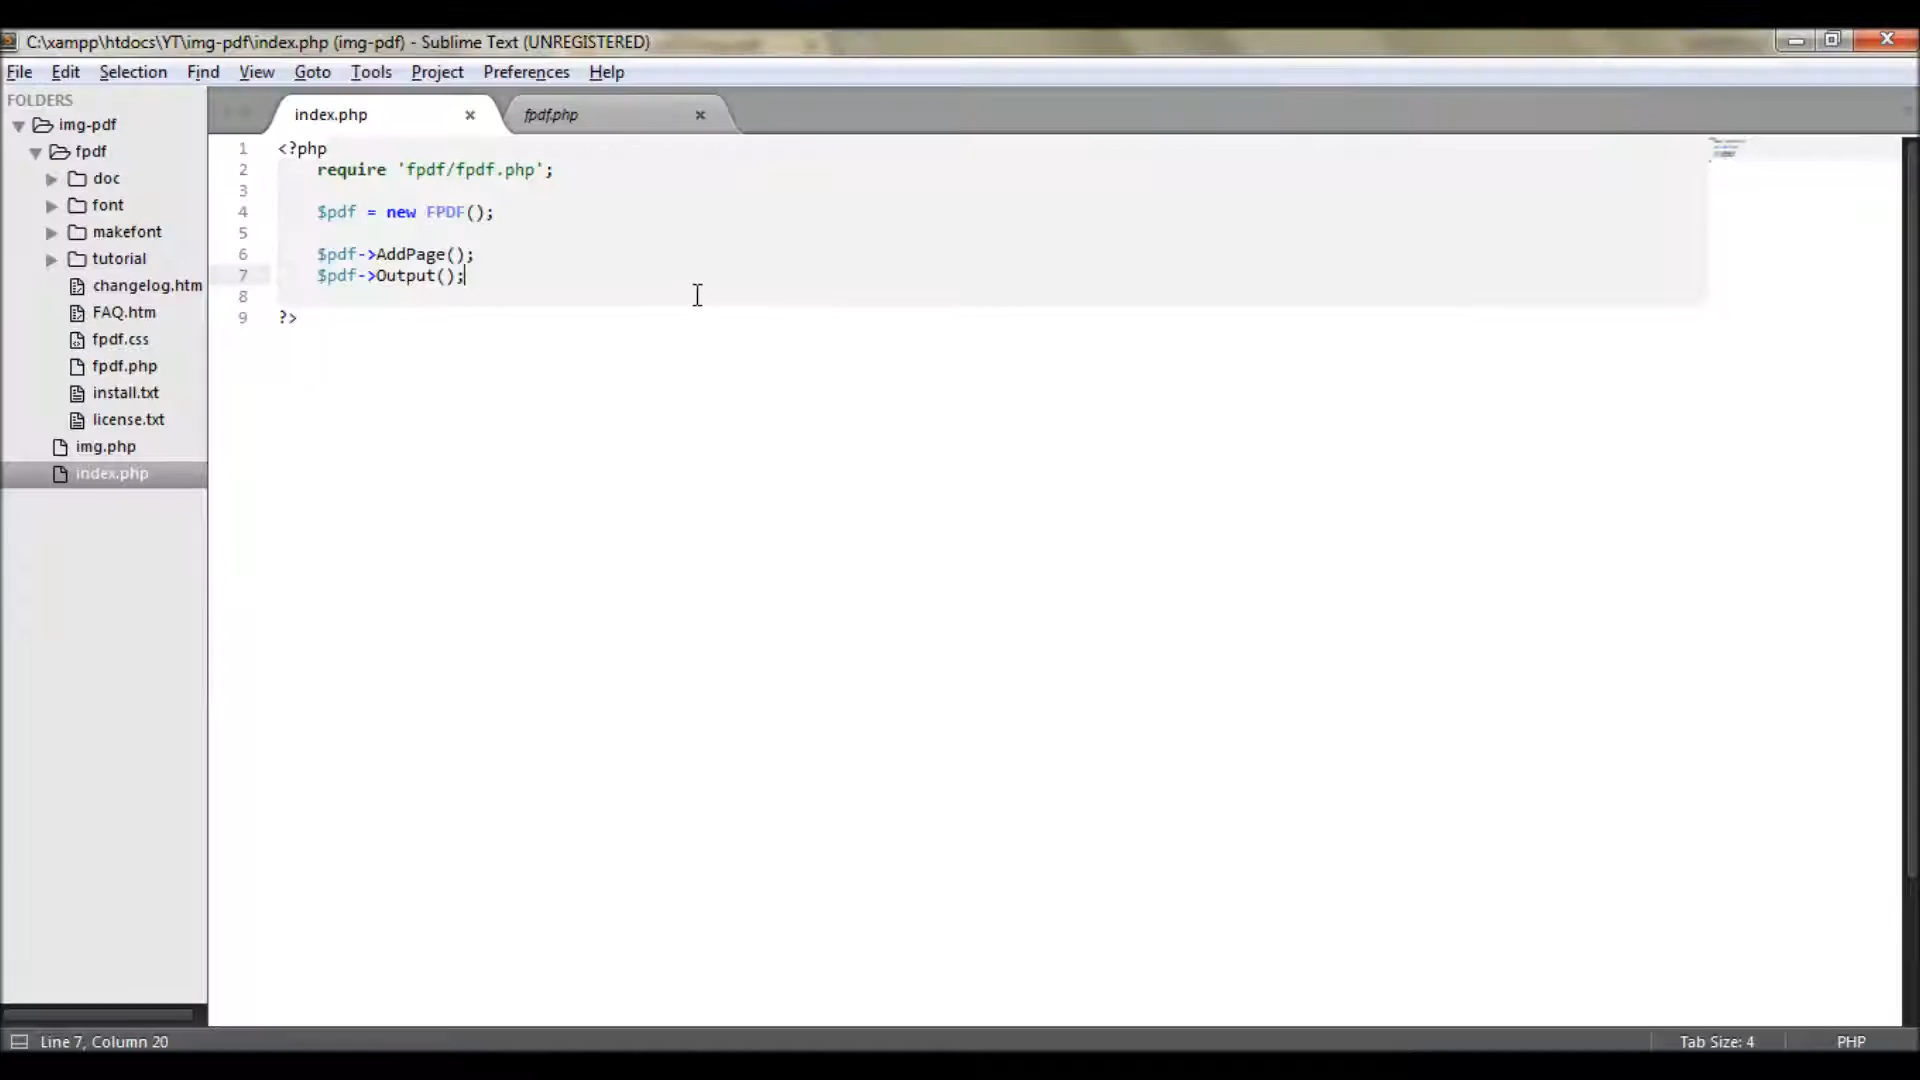 C:\xampp\htdocs\YT\img-pdf\index.php (img-pdf) - Sublime Text (UNREGISTERED)
File Edit Selection Find View Goto Tools Project Preferences Help
FOLDERS
img-pdf
fpdf
doc
font
makefont
tutorial
changelog.htm
FAQ.htm
fpdf.css
fpdf.php
install.txt
license.txt
img.php
index.php
index.php fpdf.php
1 <?php
2 require 'fpdf/fpdf.php';
3
4 $pdf = new FPDF();
5
6 $pdf->AddPage();
7 $pdf->Output();
8
9 ?>
Line 7, Column 20 Tab Size: 4 PHP